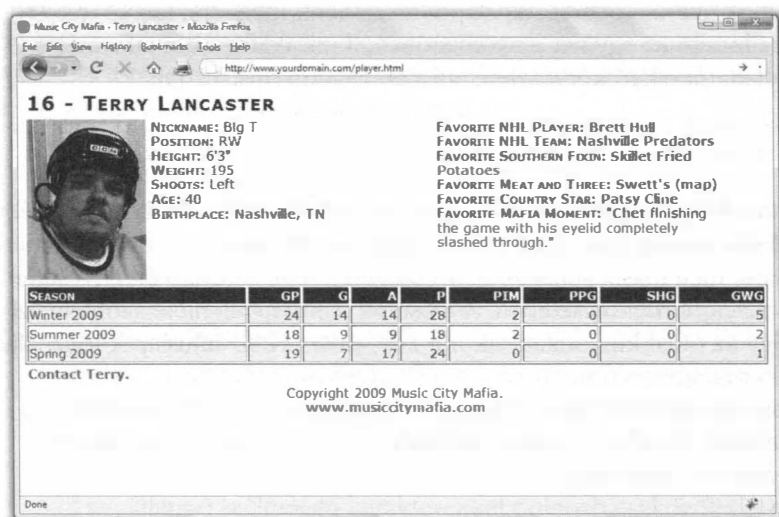 Music City Mafia - Terry Lancaster - Mozilla Firefox
File Edit View History Bookmarks Tools Help
http://www.yourdomain.com/player.html
16 - TERRY LANCASTER
NICKNAME: Big T
POSITION: RW
HEIGHT: 6'3"
WEIGHT: 195
SHOOTS: Left
AGE: 40
BIRTHPLACE: Nashville, TN
FAVORITE NHL PLAYER: Brett Hull
FAVORITE NHL TEAM: Nashville Predators
FAVORITE SOUTHERN FIXIN: Skillet Fried
Potatoes
FAVORITE MEAT AND THREE: Swett's (map)
FAVORITE COUNTRY STAR: Patsy Cline
FAVORITE MAFIA MOMENT: "Chet finishing
the game with his eyelid completely
slashed through."
SEASON GP G A P PIM PPG SHG GWG
Winter 2009 24 14 14 28 2 0 0 5
Summer 2009 18 9 9 18 2 0 0 2
Spring 2009 19 7 17 24 0 0 0 1
Contact Terry.
Copyright 2009 Music City Mafia.
www.musiccitymafia.com
Done